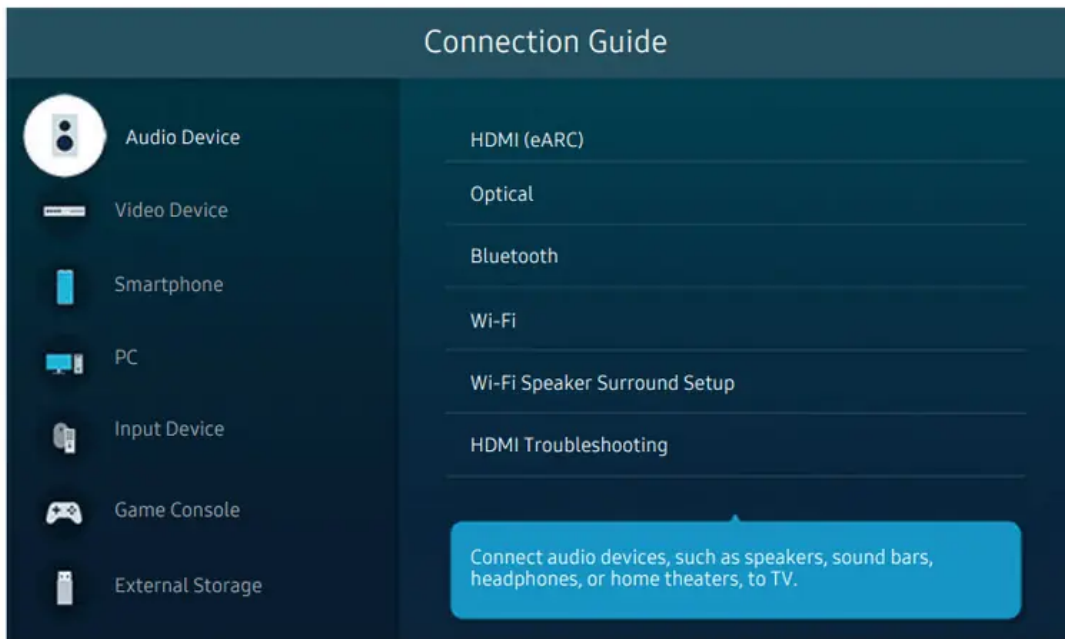 Connection Guide
Audio Device
Video Device
Smartphone
PC
Input Device
Game Console
External Storage
HDMI (eARC)
Optical
Bluetooth
Wi-Fi
Wi-Fi Speaker Surround Setup
HDMI Troubleshooting
Connect audio devices, such as speakers, sound bars,
headphones, or home theaters, to TV.